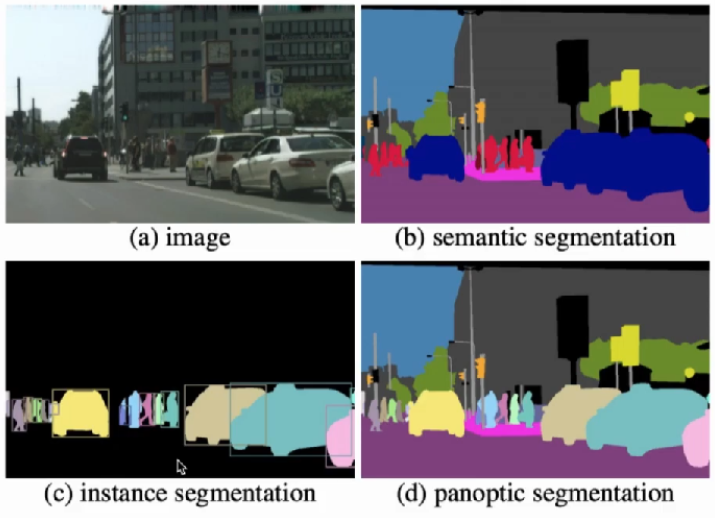 (a) image
(b) semantic segmentation
(c) instance segmentation
(d) panoptic segmentation